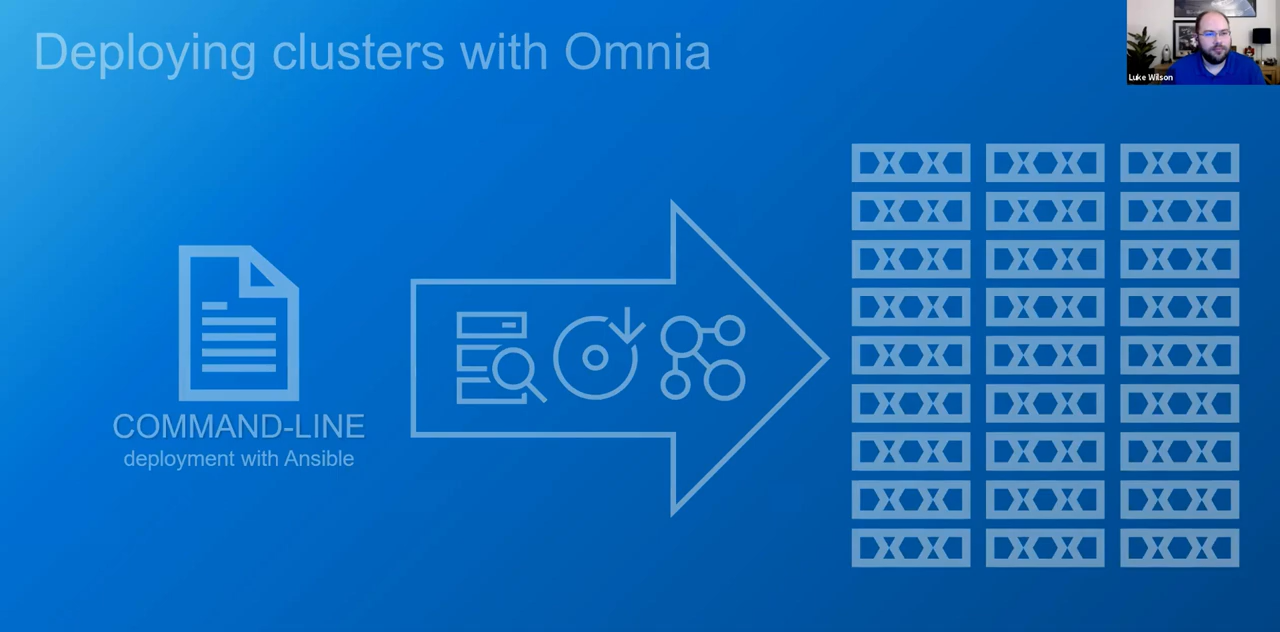 Deploying clusters with Omnia
Luke Wilson
COMMAND-LINE
deployment with Ansible